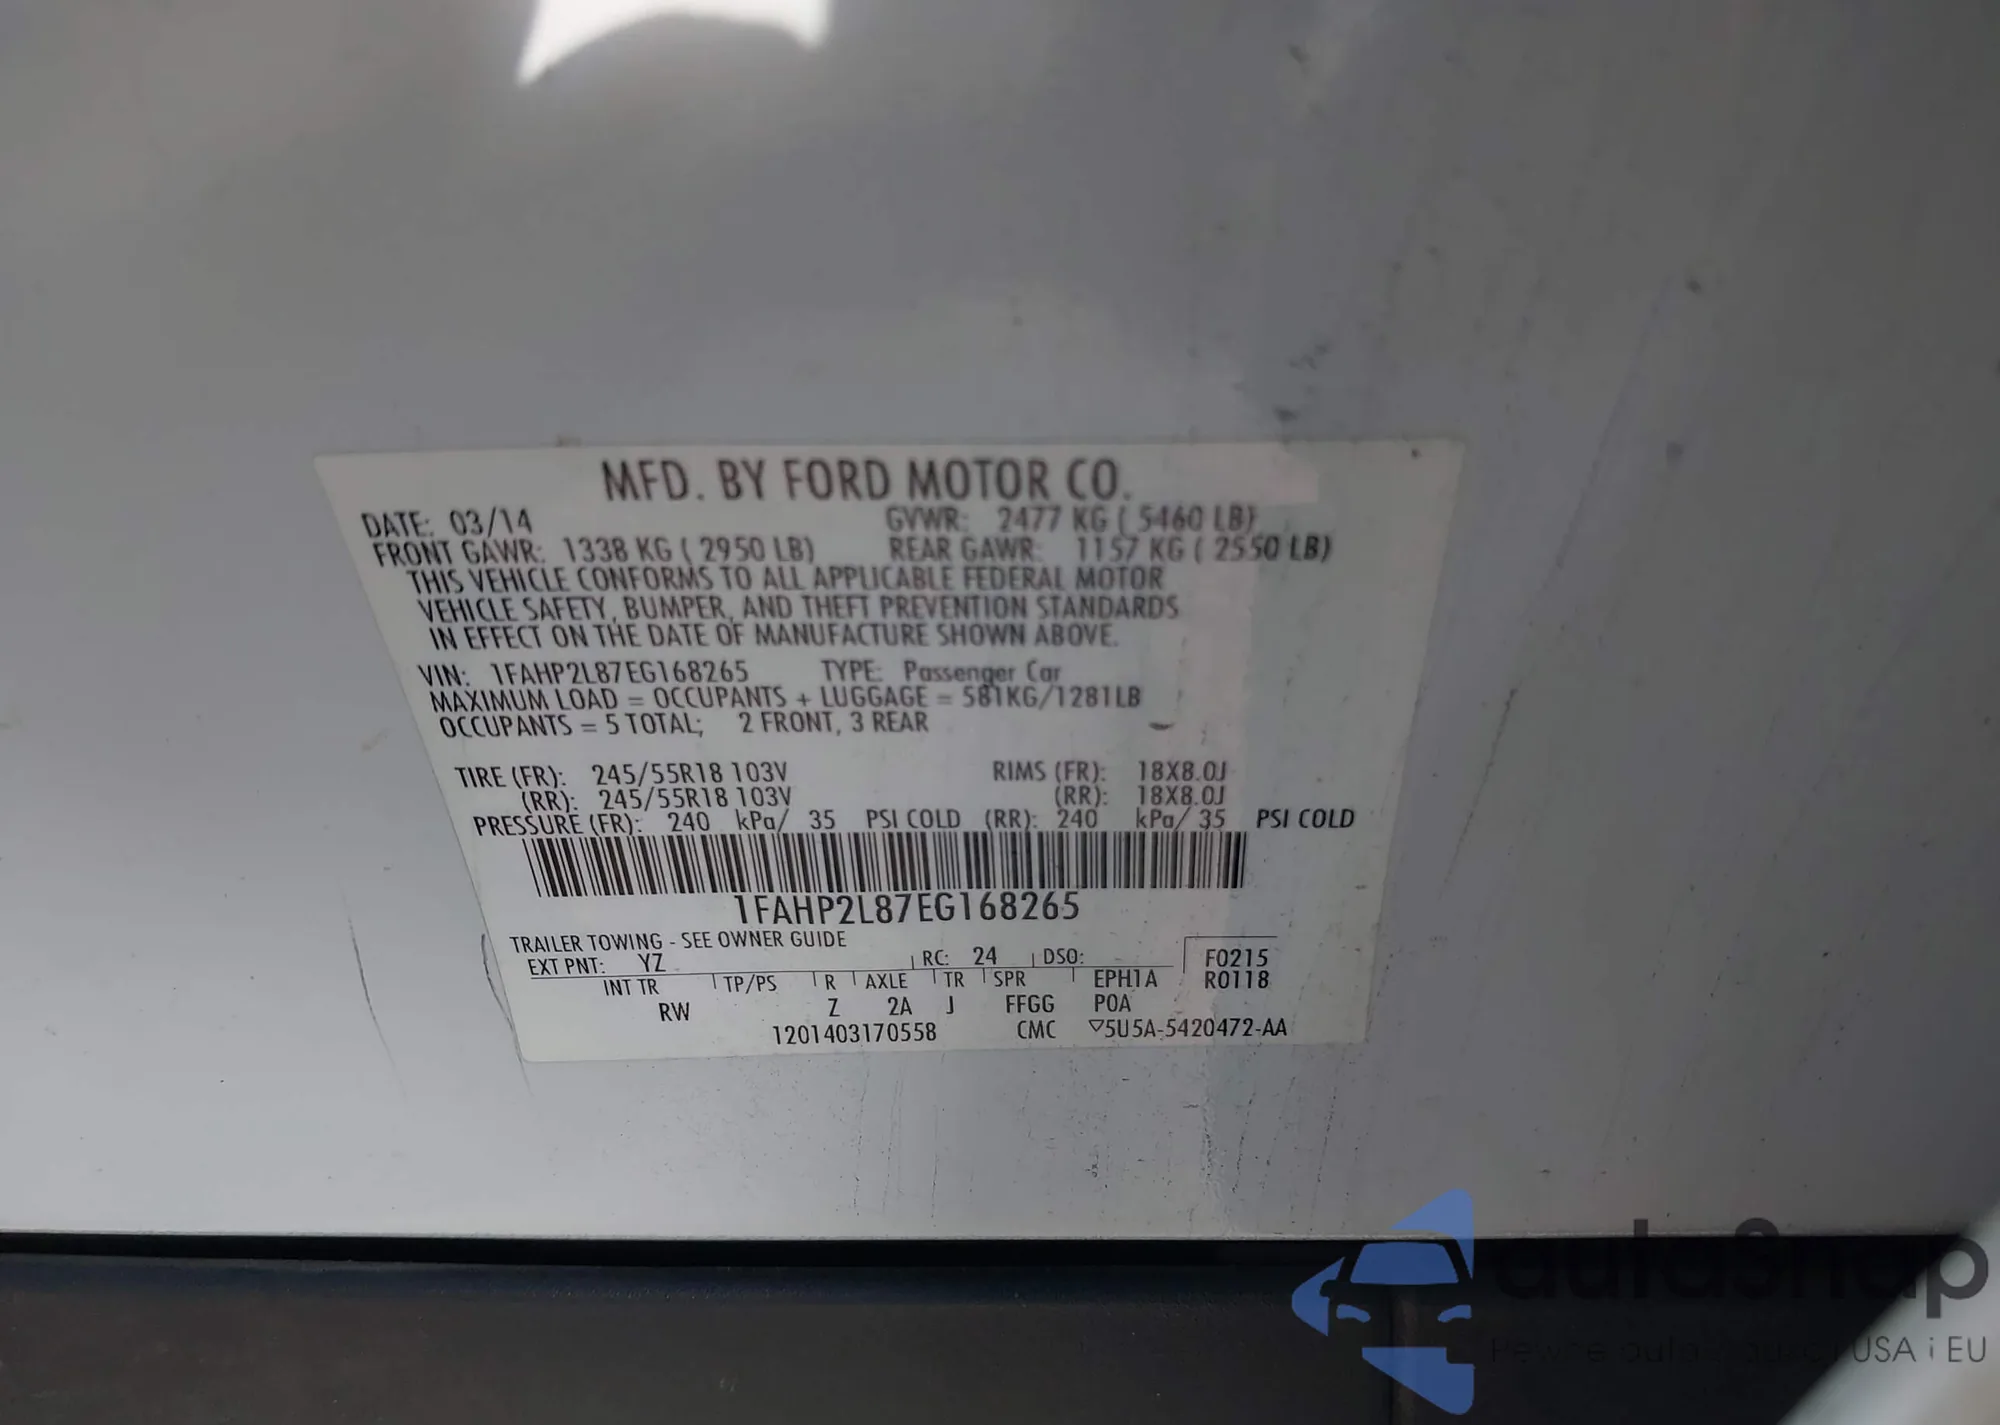 MFD. BY FORD MOTOR CO.
DATE: 03/14 GVWR: 2477 KG ( 5460 LB)
FRONT GAWR: 1338 KG ( 2950 LB) REAR GAWR: 1157 KG ( 2550 LB)
THIS VEHICLE CONFORMS TO ALL APPLICABLE FEDERAL MOTOR
VEHICLE SAFETY, BUMPER, AND THEFT PREVENTION STANDARDS
IN EFFECT ON THE DATE OF MANUFACTURE SHOWN ABOVE.
VIN: 1FAHP2L87EG168265 TYPE: Passenger Car
MAXIMUM LOAD = OCCUPANTS + LUGGAGE = 581KG/1281LB
OCCUPANTS = 5 TOTAL; 2 FRONT, 3 REAR
TIRE (FR): 245/55R18 103V RIMS (FR): 18X8.0J
(RR): 245/55R18 103V (RR): 18X8.0J
PRESSURE (FR): 240 kPa/ 35 PSI COLD (RR): 240 kPa/ 35 PSI COLD
1FAHP2L87EG168265
TRAILER TOWING - SEE OWNER GUIDE
EXT PNT: YZ RC: 24 DSO: F0215
INT TR TP/PS R AXLE TR SPR EPH1A R0118
RW Z 2A J FFGG P0A
1201403170558 CMC ▽5U5A-5420472-AA
autaSnap
Pewne auta z USA i EU